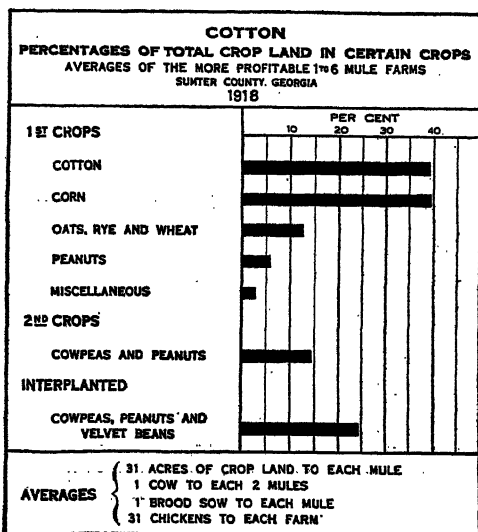 COTTON
PERCENTAGES OF TOTAL CROP LAND IN CERTAIN CROPS
AVERAGES OF THE MORE PROFITABLE 1 TO 6 MULE FARMS
SUMTER COUNTY, GEORGIA
1918
PER CENT
10 20 30 40
1ST CROPS
COTTON
CORN
OATS, RYE AND WHEAT
PEANUTS
MISCELLANEOUS
2ND CROPS
COWPEAS AND PEANUTS
INTERPLANTED
COWPEAS, PEANUTS AND
VELVET BEANS
AVERAGES
31 ACRES OF CROP LAND TO EACH MULE
1 COW TO EACH 2 MULES
1 BROOD SOW TO EACH MULE
31 CHICKENS TO EACH FARM